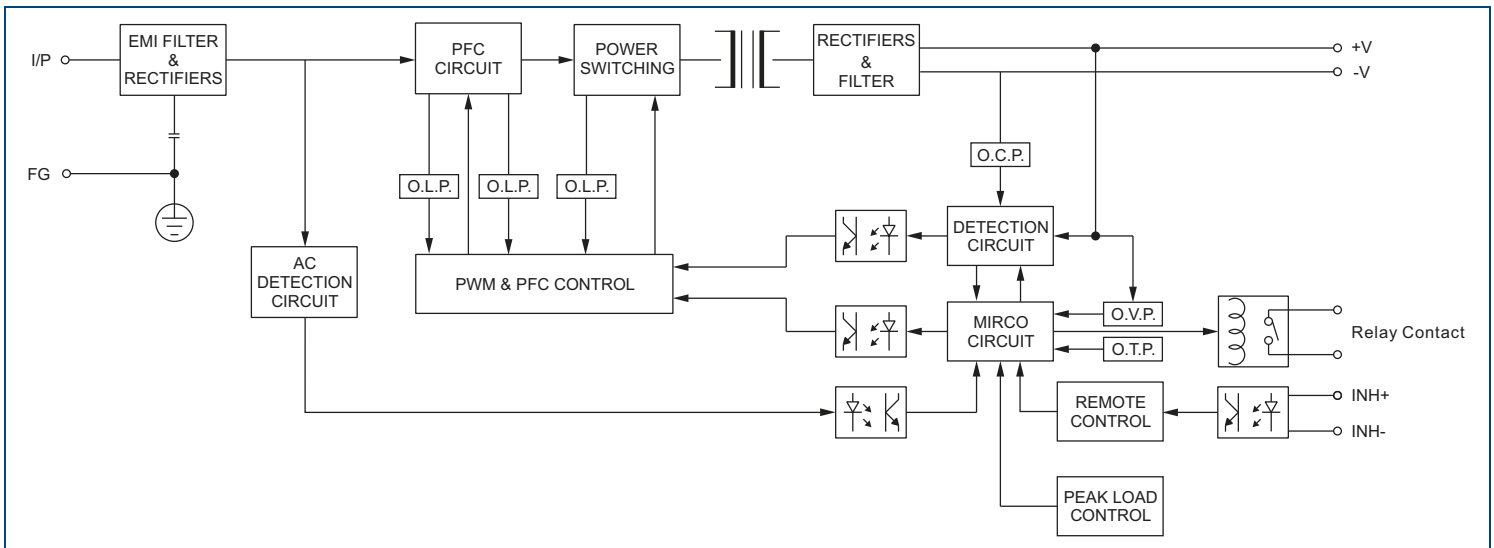 I/P
EMI FILTER
&
RECTIFIERS
PFC
CIRCUIT
POWER
SWITCHING
RECTIFIERS
&
FILTER
+V
-V
FG
O.L.P.
O.L.P.
O.L.P.
O.C.P.
AC
DETECTION
CIRCUIT
PWM & PFC CONTROL
DETECTION
CIRCUIT
MIRCO
CIRCUIT
O.V.P.
O.T.P.
Relay Contact
REMOTE
CONTROL
INH+
INH-
PEAK LOAD
CONTROL